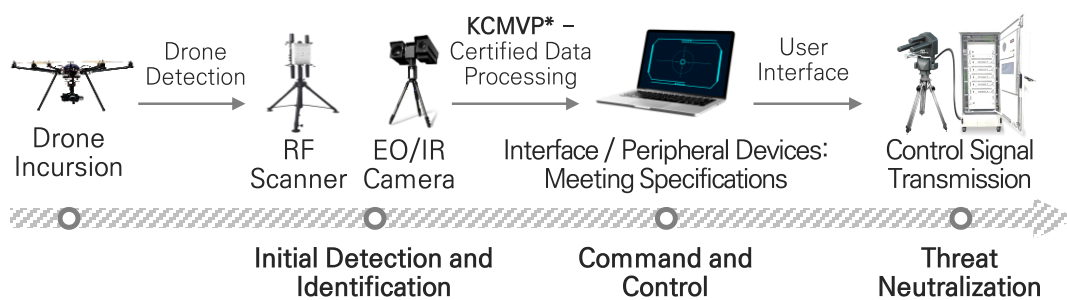 Drone
Detection
KCMVP* –
Certified Data
Processing
User
Interface
Drone
Incursion
RF
Scanner
EO/IR
Camera
Interface / Peripheral Devices:
Meeting Specifications
Control Signal
Transmission
Initial Detection and
Identification
Command and
Control
Threat
Neutralization